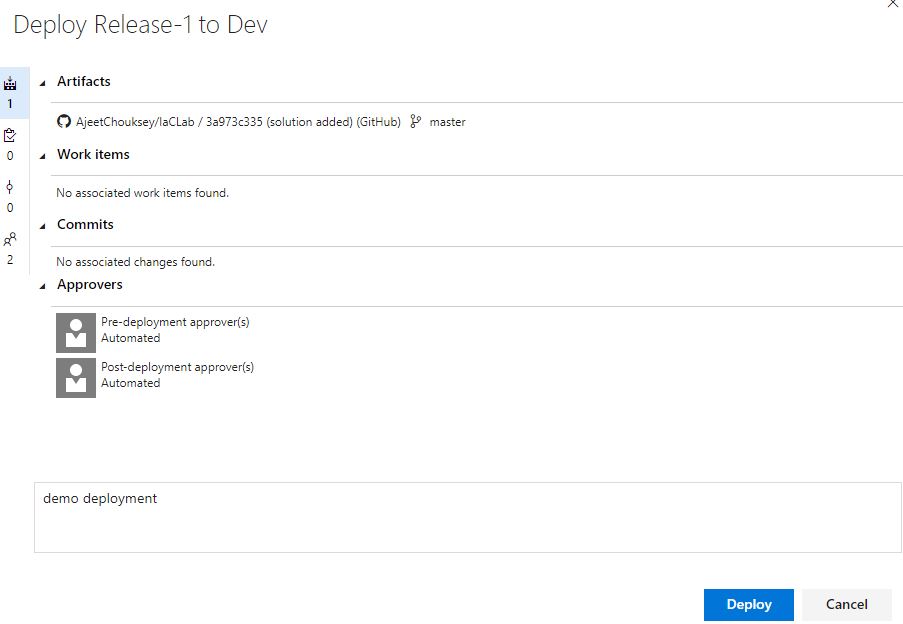 Deploy Release-1 to Dev
Artifacts
1
AjeetChouksey/IaCLab / 3a973c335 (solution added) (GitHub) master
Work items
0
No associated work items found.
Commits
0
No associated changes found.
Approvers
2
Pre-deployment approver(s)
Automated
Post-deployment approver(s)
Automated
demo deployment
Deploy Cancel